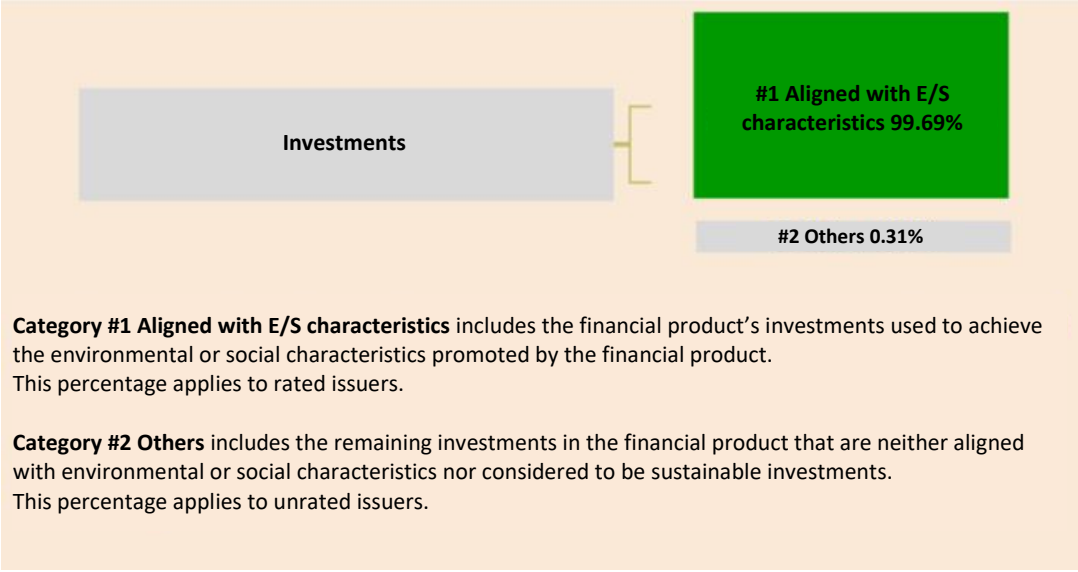 Investments
#1 Aligned with E/S
characteristics 99.69%
#2 Others 0.31%
Category #1 Aligned with E/S characteristics includes the financial product’s investments used to achieve
the environmental or social characteristics promoted by the financial product.
This percentage applies to rated issuers.
Category #2 Others includes the remaining investments in the financial product that are neither aligned
with environmental or social characteristics nor considered to be sustainable investments.
This percentage applies to unrated issuers.